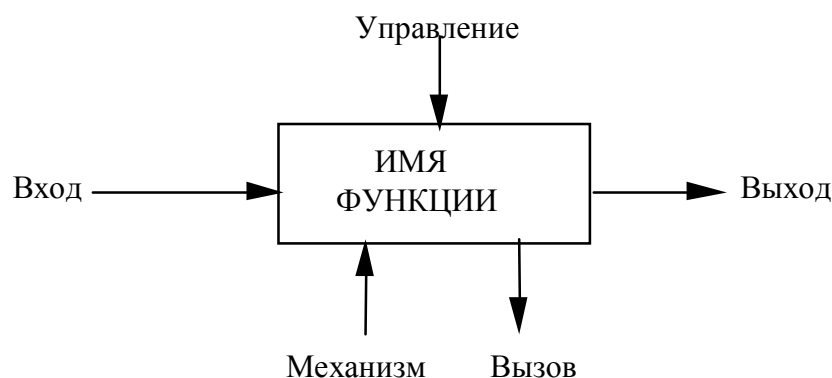 Управление
ИМЯ
ФУНКЦИИ
Вход
Выход
Механизм
Вызов